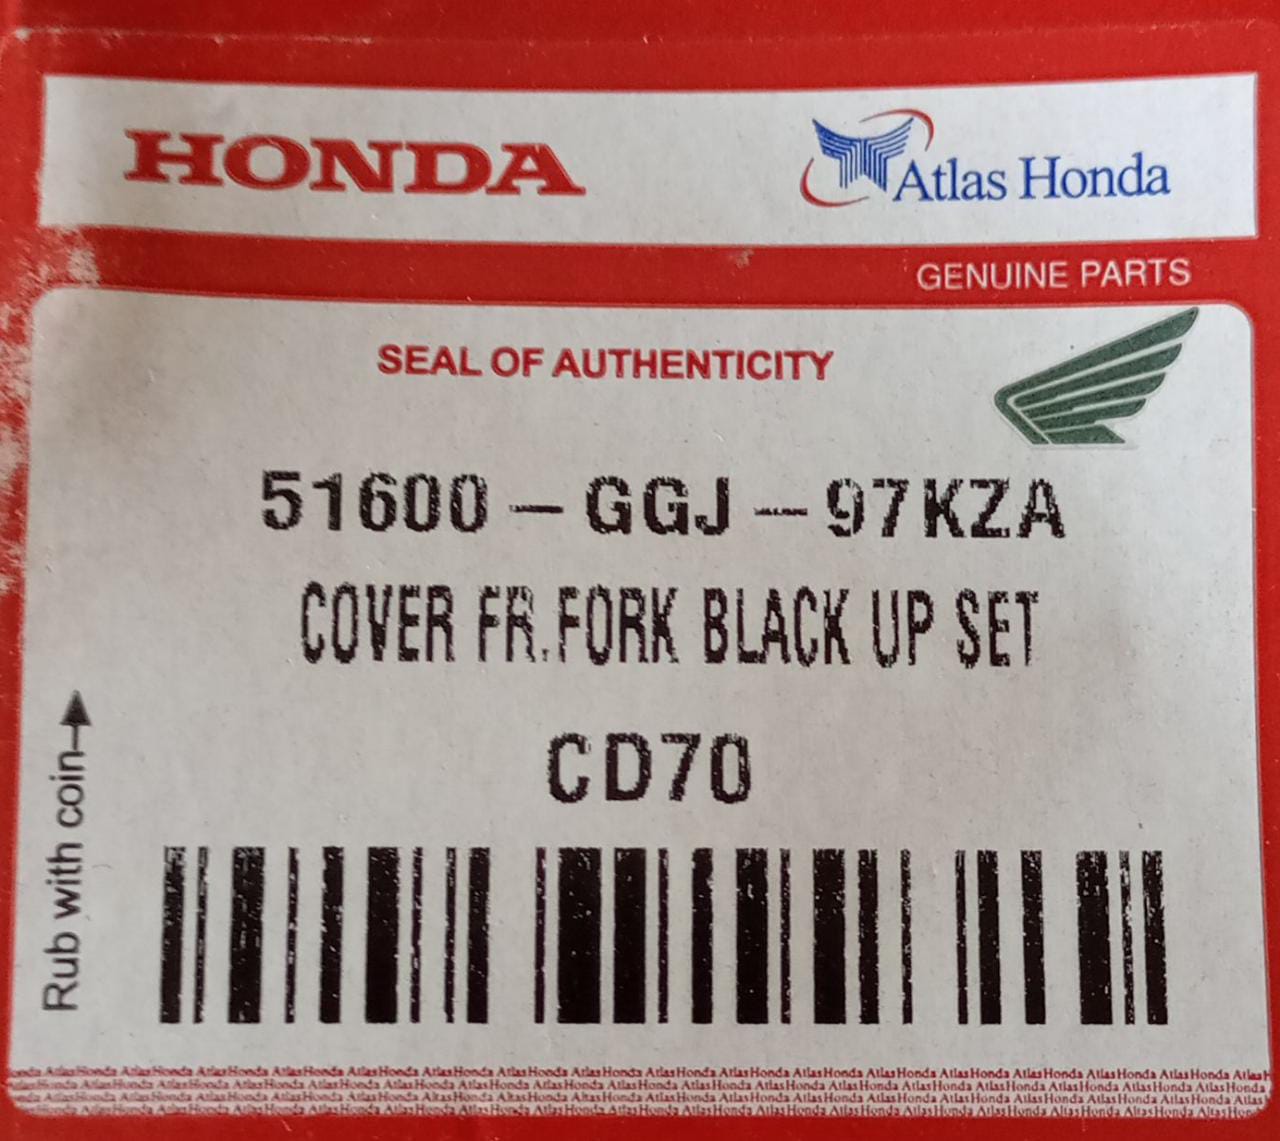 HONDA
Atlas Honda
GENUINE PARTS
SEAL OF AUTHENTICITY
51600-GGJ-97KZA
COVER FR.FORK BLACK UP SET
CD70
Rub with coin